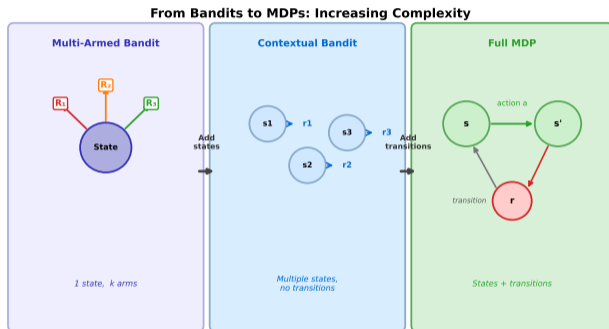 From Bandits to MDPs: Increasing Complexity
Multi-Armed Bandit
R₁
R₂
R₃
State
1 state, k arms
Add
states
Contextual Bandit
s1
r1
s3
r3
s2
r2
Multiple states,
no transitions
Add
transitions
Full MDP
action a
s
s'
transition
r
States + transitions